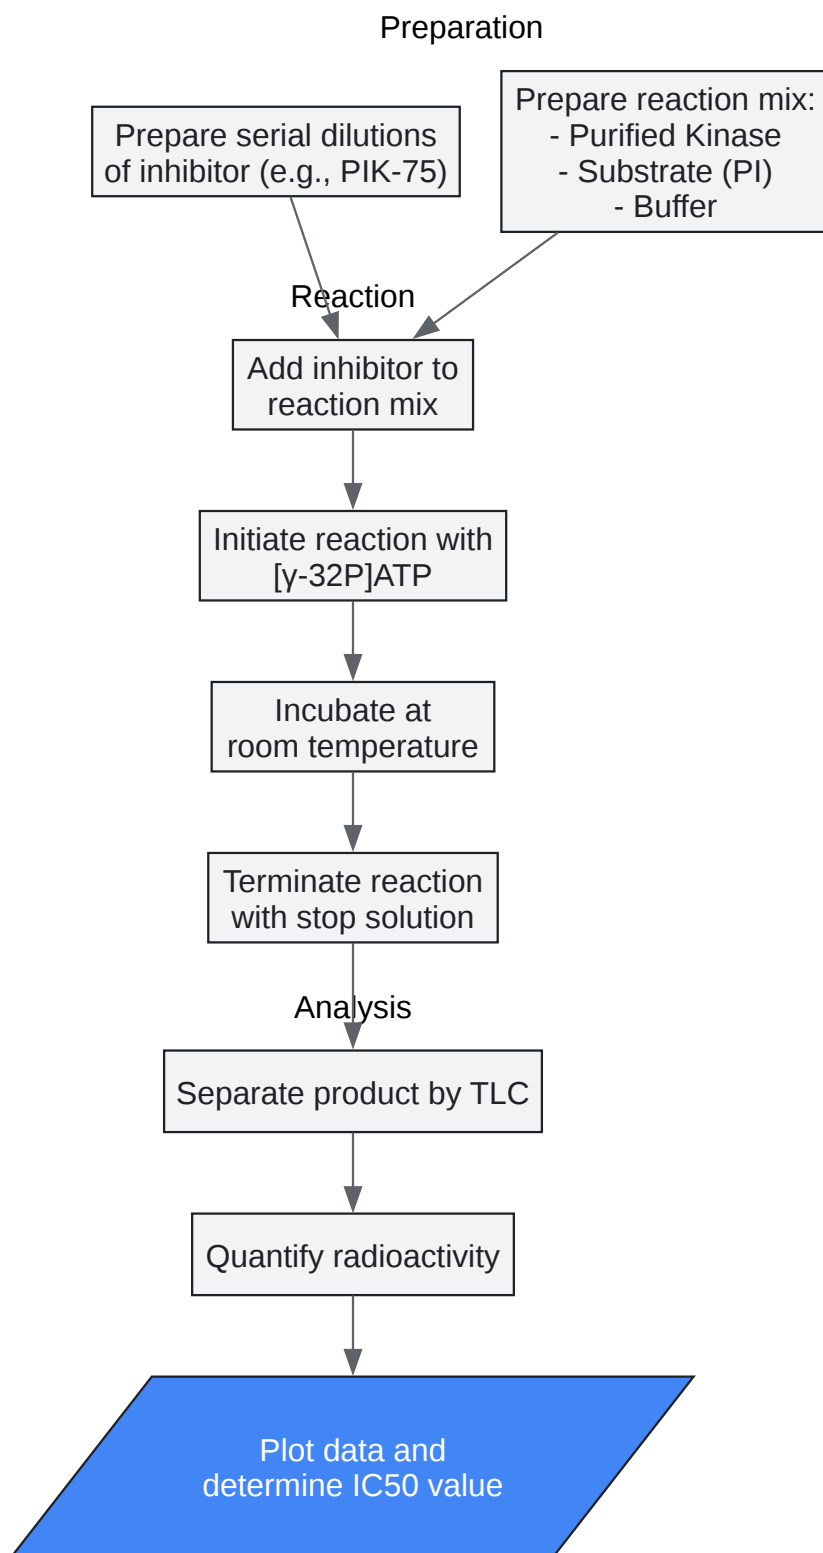 Preparation
Prepare serial dilutions
of inhibitor (e.g., PIK-75)
Prepare reaction mix:
- Purified Kinase
- Substrate (PI)
- Buffer
Reaction
Add inhibitor to
reaction mix
Initiate reaction with
[γ-32P]ATP
Incubate at
room temperature
Terminate reaction
with stop solution
Analysis
Separate product by TLC
Quantify radioactivity
Plot data and
determine IC50 value